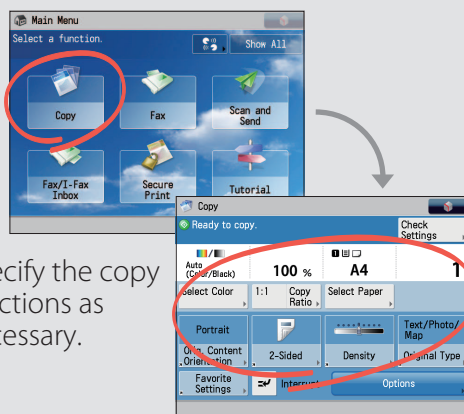 Main Menu
Select a function.
Show All
Copy
Fax
Scan and
Send
Fax/I-Fax
Inbox
Secure
Print
Tutorial
Copy
Ready to copy.
Check
Settings
Auto
(Color/Black)
100 %
A4
1
Select Color
1:1
Copy
Ratio
Select Paper
Portrait
Orig. Content
Orientation
2-Sided
Density
Text/Photo/
Map
Original Type
Favorite
Settings
Interrupt
Options
ecify the copy
ctions as
cessary.